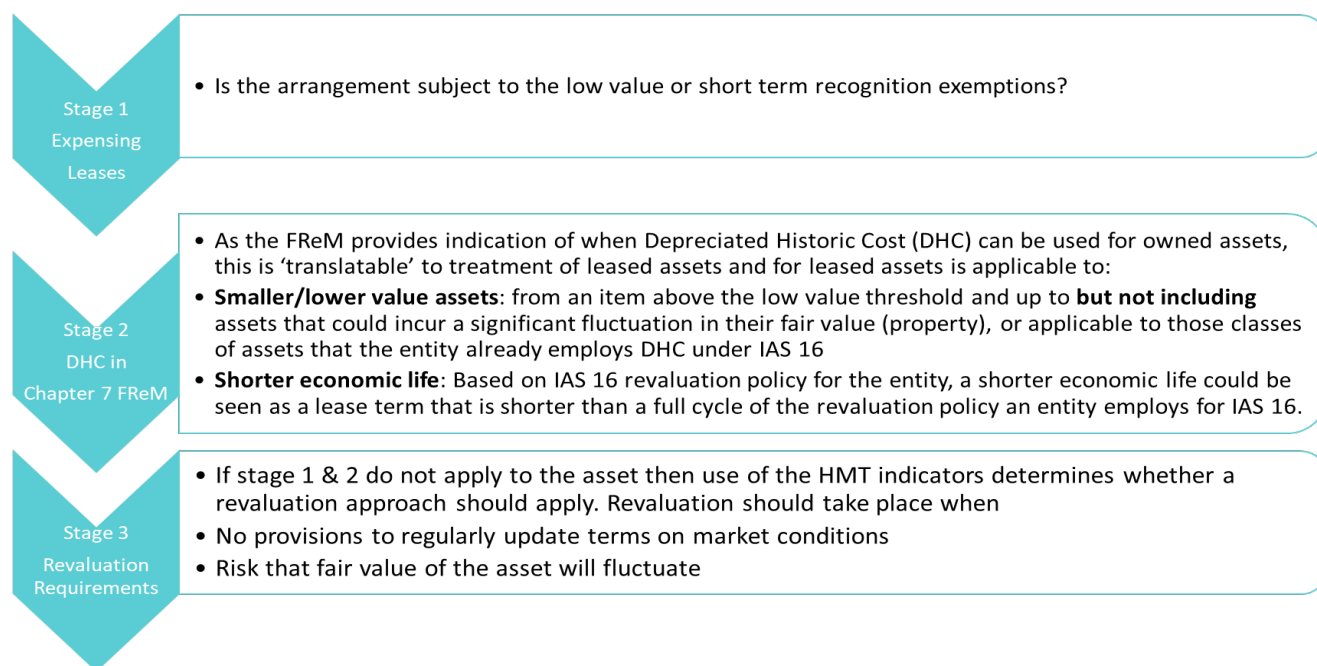 Stage 1
Expensing
Leases
• Is the arrangement subject to the low value or short term recognition exemptions?
Stage 2
DHC in
Chapter 7 FReM
• As the FReM provides indication of when Depreciated Historic Cost (DHC) can be used for owned assets,
this is ‘translatable’ to treatment of leased assets and for leased assets is applicable to:
• Smaller/lower value assets: from an item above the low value threshold and up to but not including
assets that could incur a significant fluctuation in their fair value (property), or applicable to those classes
of assets that the entity already employs DHC under IAS 16
• Shorter economic life: Based on IAS 16 revaluation policy for the entity, a shorter economic life could be
seen as a lease term that is shorter than a full cycle of the revaluation policy an entity employs for IAS 16.
Stage 3
Revaluation
Requirements
• If stage 1 & 2 do not apply to the asset then use of the HMT indicators determines whether a
revaluation approach should apply. Revaluation should take place when
• No provisions to regularly update terms on market conditions
• Risk that fair value of the asset will fluctuate